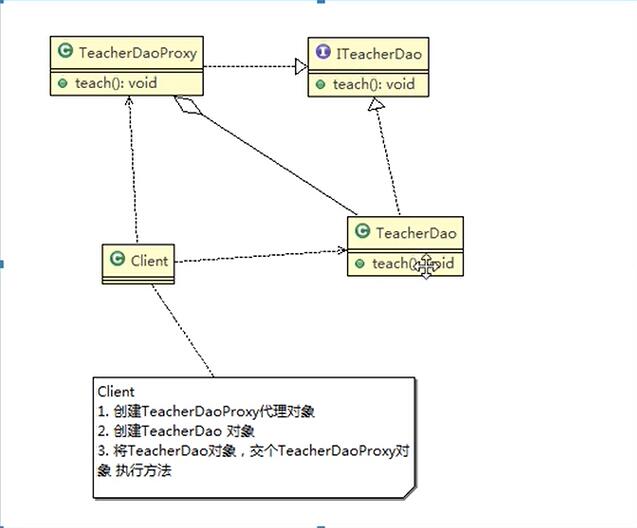 TeacherDaoProxy
teach(): void
ITeacherDao
teach(): void
TeacherDao
Client
Client
1. 创建TeacherDaoProxy代理对象
2. 创建TeacherDao 对象
3. 将TeacherDao对象，交个TeacherDaoProxy对
象 执行方法